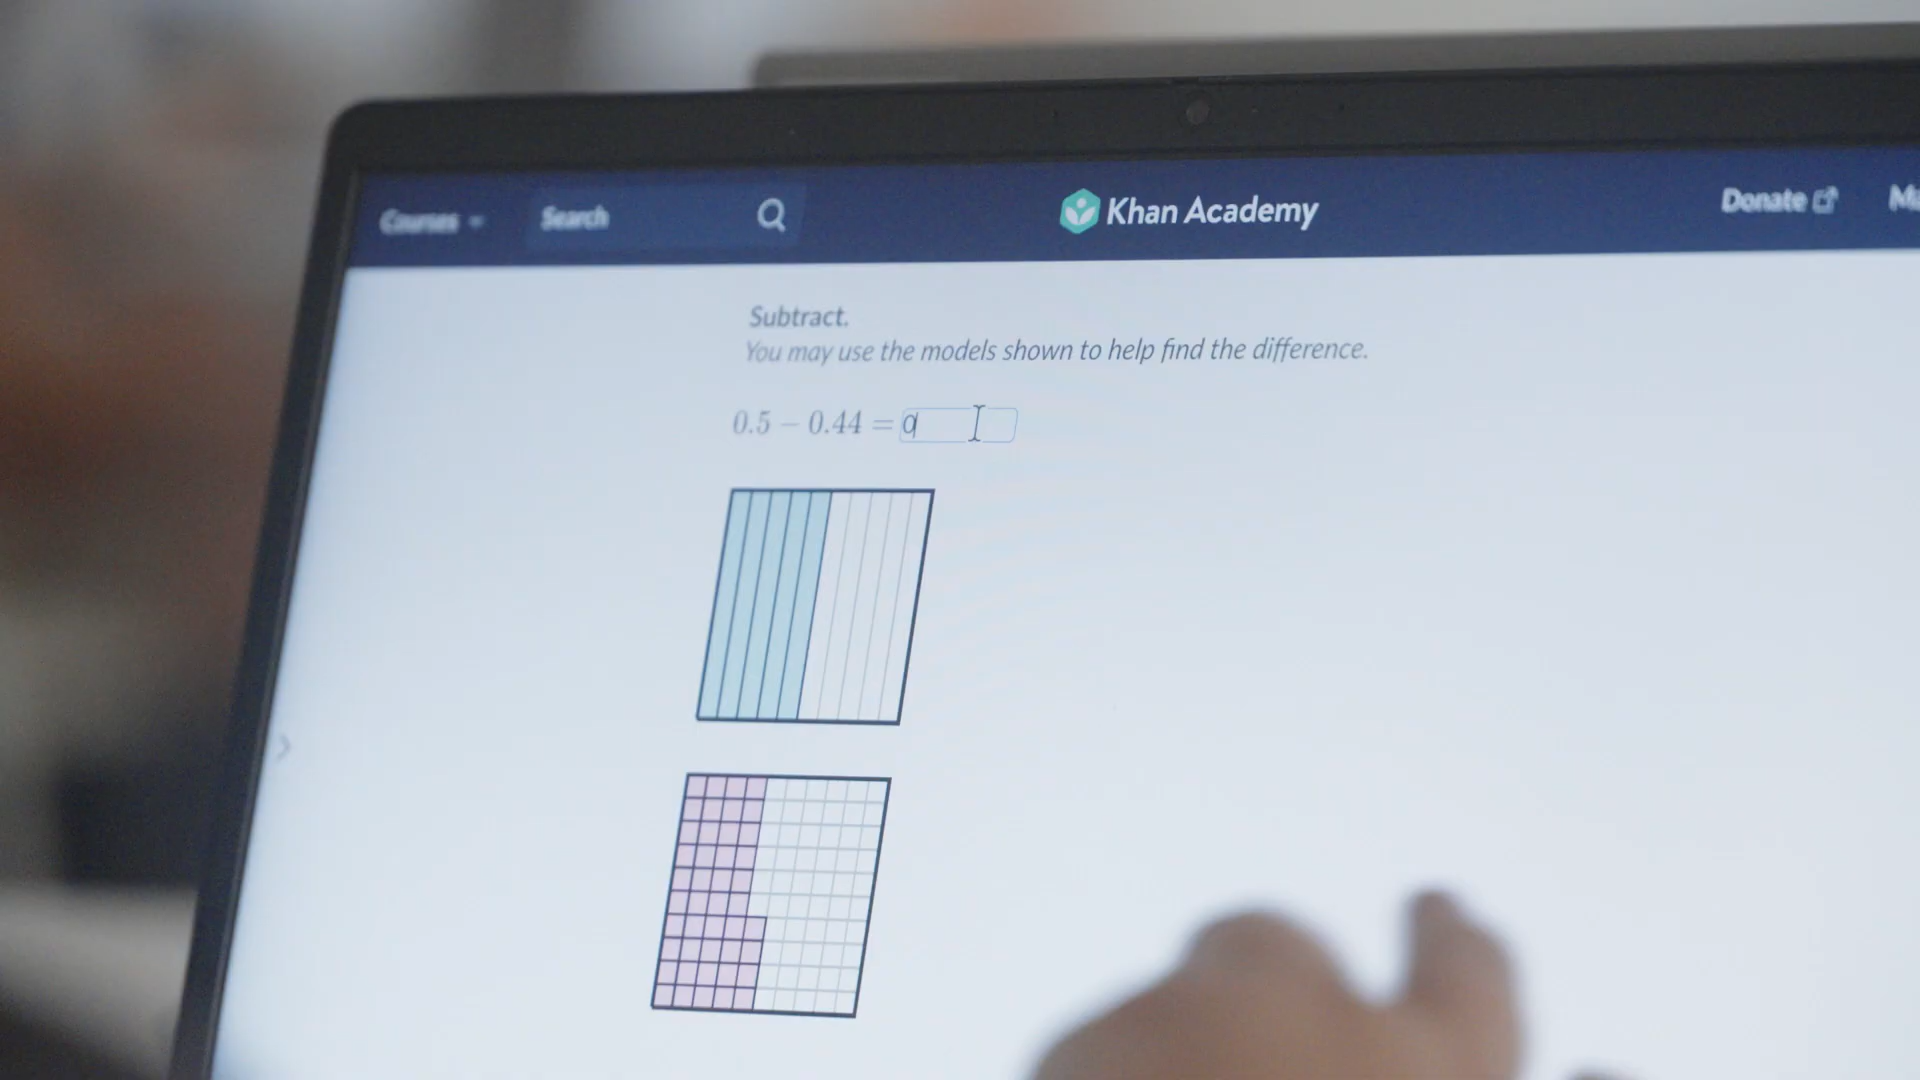 Courses
Search
Khan Academy
Donate
Subtract.
You may use the models shown to help find the difference.
0.5 − 0.44 = 0